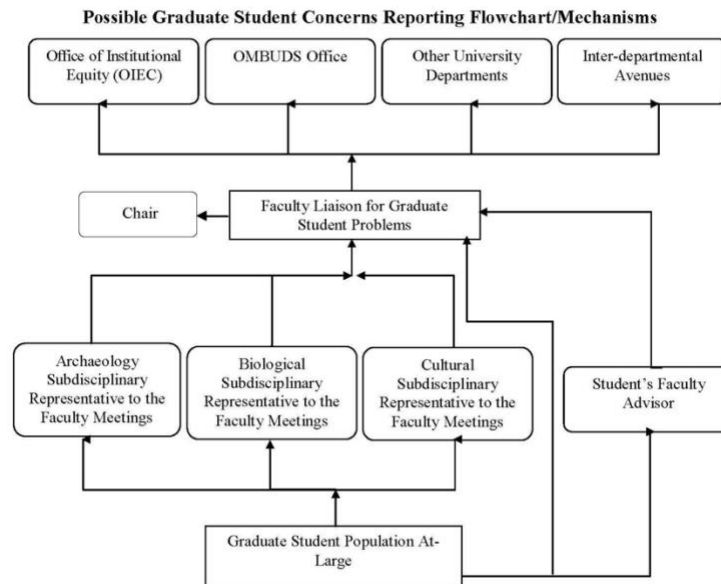 Possible Graduate Student Concerns Reporting Flowchart/Mechanisms
Office of Institutional
Equity (OIEC)
OMBUDS Office
Other University
Departments
Inter-departmental
Avenues
Chair
Faculty Liaison for Graduate
Student Problems
Archaeology
Subdisciplinary
Representative to the
Faculty Meetings
Biological
Subdisciplinary
Representative to the
Faculty Meetings
Cultural
Subdisciplinary
Representative to the
Faculty Meetings
Student's Faculty
Advisor
Graduate Student Population At-
Large